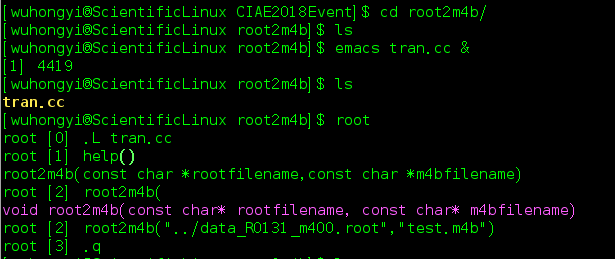 [wuhongyi@ScientificLinux CIAE2018Event]$ cd root2m4b/
[wuhongyi@ScientificLinux root2m4b]$ ls
[wuhongyi@ScientificLinux root2m4b]$ emacs tran.cc &
[1] 4419
[wuhongyi@ScientificLinux root2m4b]$ ls
tran.cc
[wuhongyi@ScientificLinux root2m4b]$ root
root [0] .L tran.cc
root [1] help()
root2m4b(const char *rootfilename,const char *m4bfilename)
root [2] root2m4b(
void root2m4b(const char* rootfilename, const char* m4bfilename)
root [2] root2m4b("../data_R0131_m400.root","test.m4b")
root [3] .q